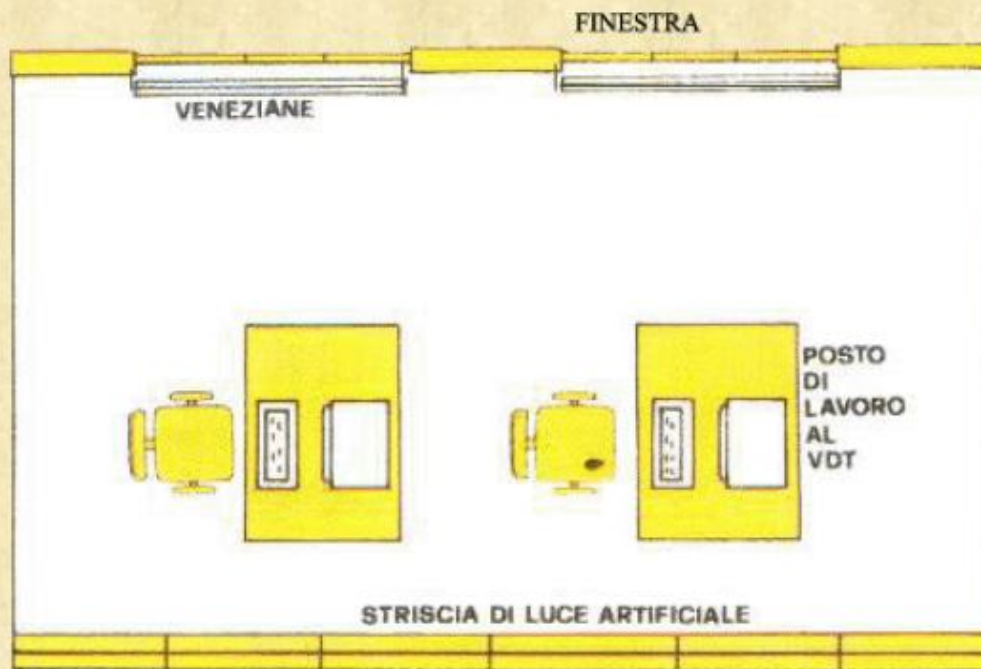 FINESTRA
VENEZIANE
POSTO
DI
LAVORO
AL
VDT
STRISCIA DI LUCE ARTIFICIALE